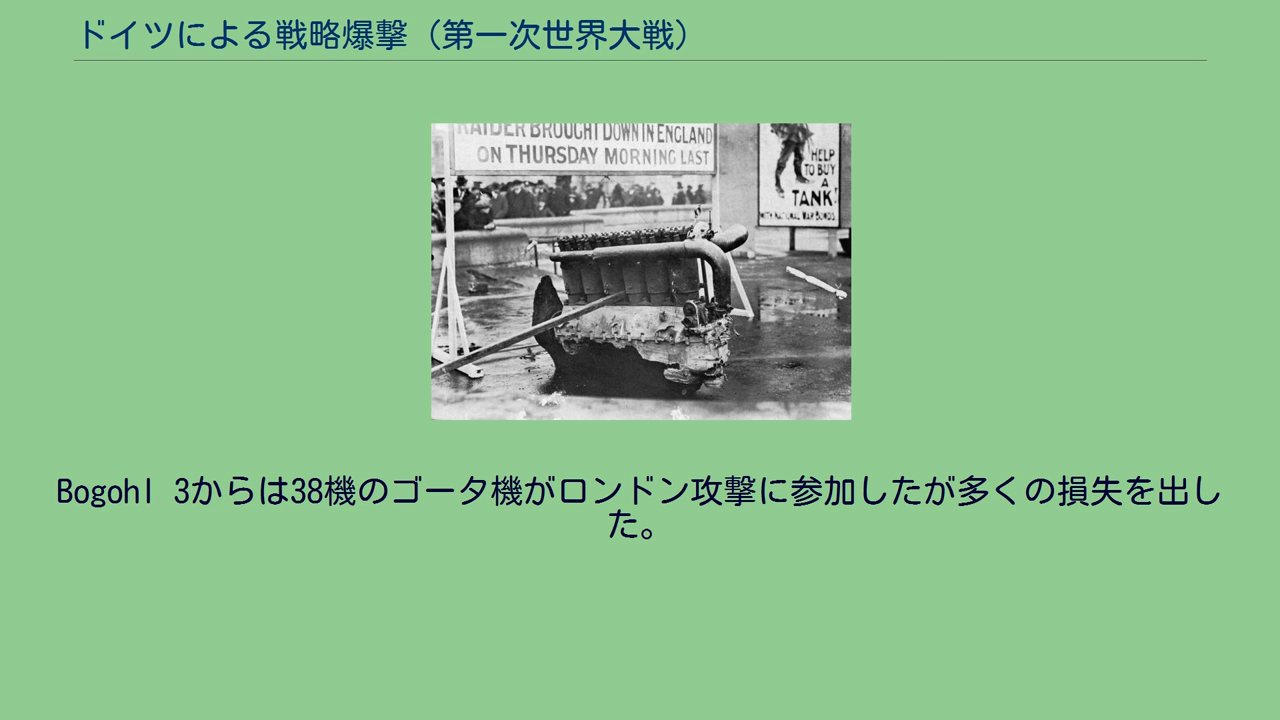 ドイツによる戦略爆撃（第一次世界大戦）
RAIDER BROUGHT DOWN IN ENGLAND
ON THURSDAY MORNING LAST
HELP
TO BUY
A
TANK!
WITH NATIONAL WAR BONDS
Bogohl 3からは38機のゴータ機がロンドン攻撃に参加したが多くの損失を出し
た。